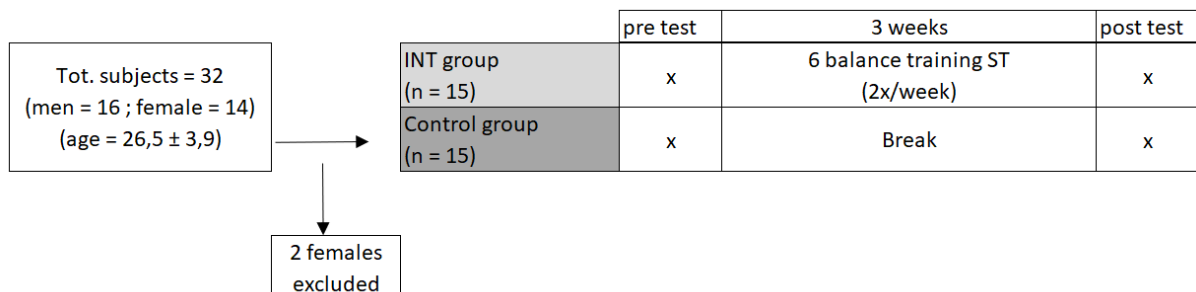 pre test 3 weeks post test
Tot. subjects = 32
(men = 16 ; female = 14)
(age = 26,5 ± 3,9)
INT group
(n = 15)
x
6 balance training ST
(2x/week)
x
Control group
(n = 15)
x
Break
x
2 females
excluded